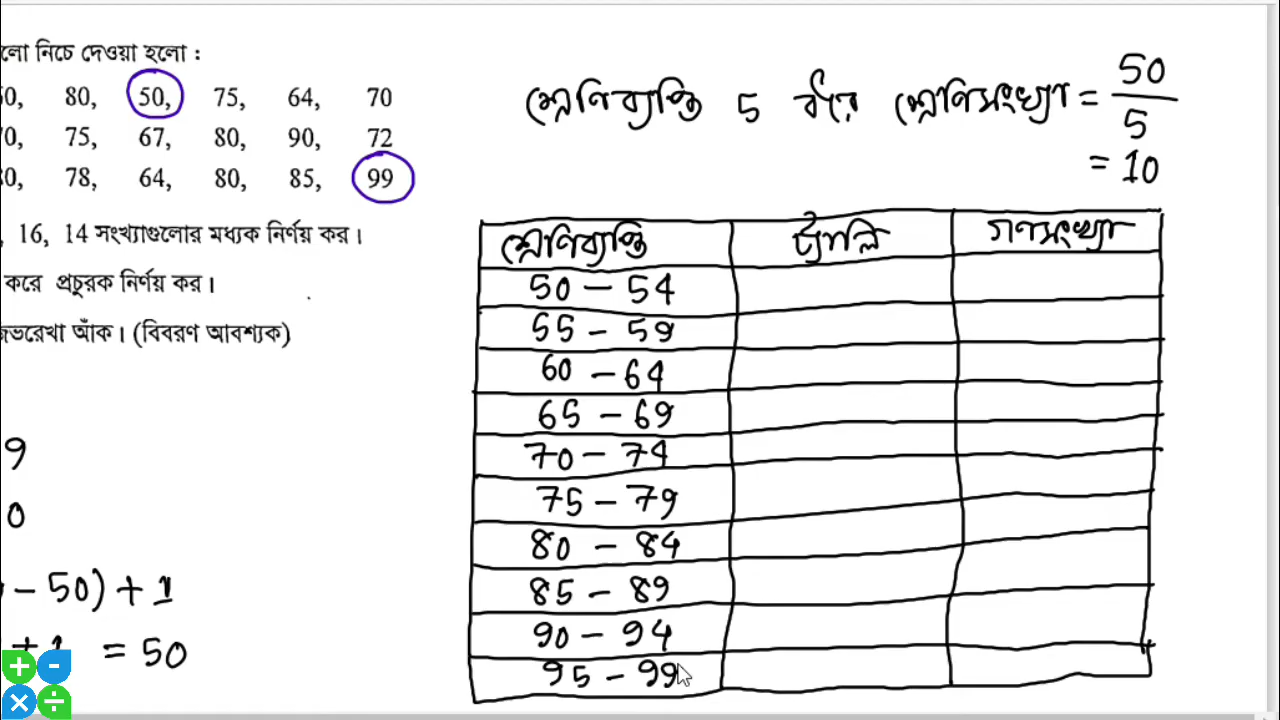 নিচে দেওয়া হলো :
80, 50, 75, 64, 70
75, 67, 80, 90, 72
78, 64, 80, 85, 99
16, 14 সংখ্যাগুলোর মধ্যক নির্ণয় কর।
করে প্রচুরক নির্ণয় কর।
আঁক। (বিবরণ আবশ্যক)
9
0
- 50) + 1
+ 1 = 50
শ্রেণিব্যাপ্তি 5 ধরে শ্রেণিসংখ্যা = 50 / 5
= 10
শ্রেণিব্যাপ্তি ট্যালি গণসংখ্যা
50 - 54
55 - 59
60 - 64
65 - 69
70 - 74
75 - 79
80 - 84
85 - 89
90 - 94
95 - 99